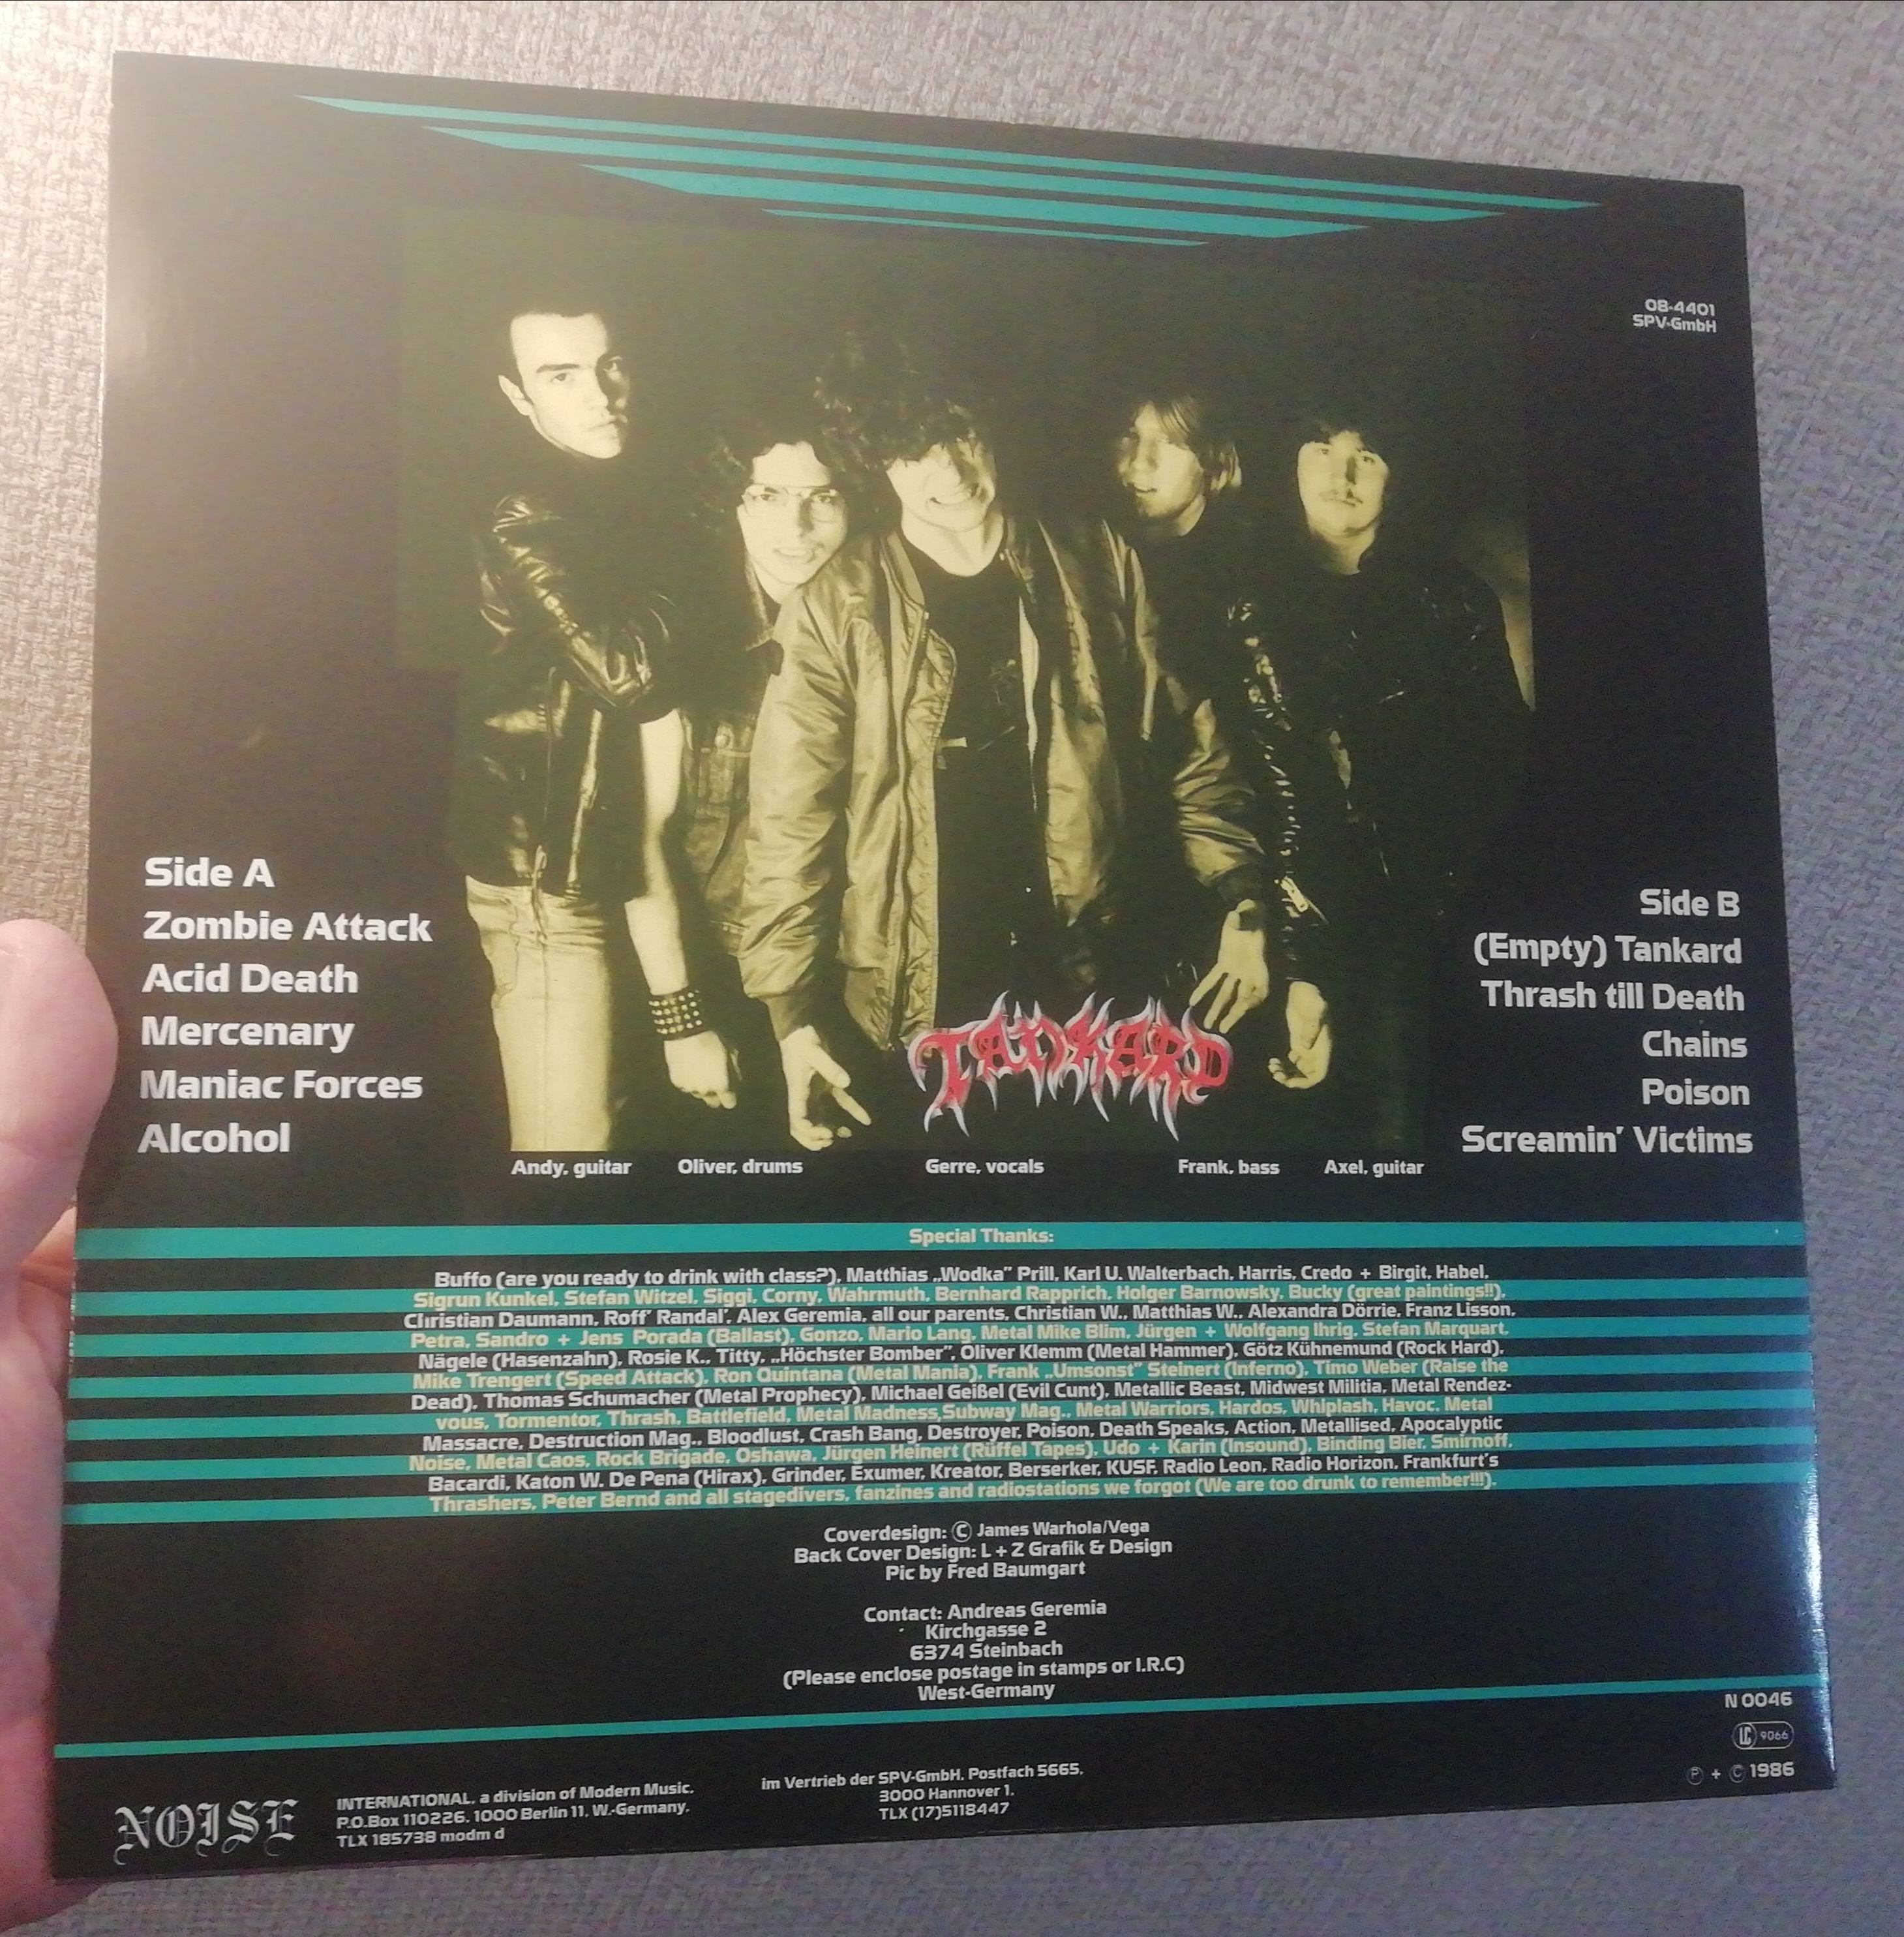 08-4401
SPV-GmbH
Side A
Zombie Attack
Acid Death
Mercenary
Maniac Forces
Alcohol
Side B
(Empty) Tankard
Thrash till Death
Chains
Poison
Screamin' Victims
TANKARD
Andy, guitar
Oliver, drums
Gerre, vocals
Frank, bass
Axel, guitar
Special Thanks:
Buffo (are you ready to drink with class?), Matthias „Wodka" Prill, Karl U. Walterbach, Harris, Credo + Birgit, Habel,
Sigrun Kunkel, Stefan Witzel, Siggi, Corny, Wahrmuth, Bernhard Rapprich, Holger Barnowsky, Bucky (great paintings!!),
Christian Daumann, Roff' Randal', Alex Geremia, all our parents, Christian W., Matthias W., Alexandra Dörrie, Franz Lisson,
Petra, Sandro + Jens Porada (Ballast), Gonzo, Mario Lang, Metal Mike Blim, Jürgen + Wolfgang Ihrig, Stefan Marquart,
Nägele (Hasenzahn), Rosie K., Titty, „Höchster Bomber", Oliver Klemm (Metal Hammer), Götz Kühnemund (Rock Hard),
Mike Trengert (Speed Attack), Ron Quintana (Metal Mania), Frank „Umsonst" Steinert (Inferno), Timo Weber (Raise the
Dead), Thomas Schumacher (Metal Prophecy), Michael Geißel (Evil Cunt), Metallic Beast, Midwest Militia, Metal Rendez-
vous, Tormentor, Thrash, Battlefield, Metal Madness,Subway Mag., Metal Warriors, Hardos, Whlplash, Havoc, Metal
Massacre, Destruction Mag., Bloodlust, Crash Bang, Destroyer, Poison, Death Speaks, Action, Metallised, Apocalyptic
Noise, Metal Caos, Rock Brigade, Oshawa, Jürgen Heinert (Rüffel Tapes), Udo + Karin (Insound), Binding Bier, Smirnoff,
Bacardi, Katon W. De Pena (Hirax), Grinder, Exumer, Kreator, Berserker, KUSF, Radio Leon, Radio Horizon, Frankfurt's
Thrashers, Peter Bernd and all stagedivers, fanzines and radiostations we forgot (We are too drunk to remember!!!).
Coverdesign: © James Warhola/Vega
Back Cover Design: L + Z Grafik & Design
Pic by Fred Baumgart
Contact: Andreas Geremia
Kirchgasse 2
6374 Steinbach
(Please enclose postage in stamps or I.R.C)
West-Germany
N 0046
LC 9066
℗ + © 1986
NOISE
INTERNATIONAL, a division of Modern Music,
P.O.Box 110226, 1000 Berlin 11, W.-Germany,
TLX 185738 modm d
im Vertrieb der SPV-GmbH, Postfach 5665,
3000 Hannover 1,
TLX (17)5118447